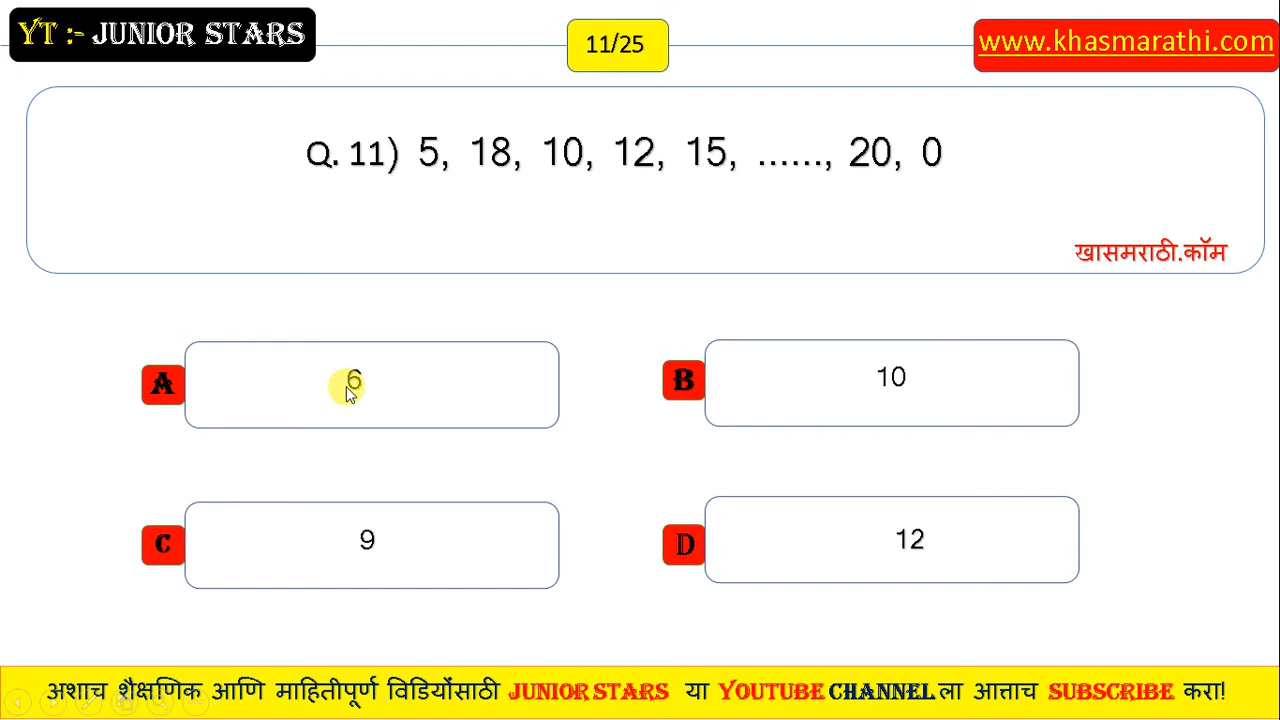 YT :- JUNIOR STARS
11/25
www.khasmarathi.com
Q. 11) 5, 18, 10, 12, 15, ......, 20, 0
खासमराठी.कॉम
A 6
B 10
C 9
D 12
अशाच शैक्षणिक आणि माहितीपूर्ण विडियोंसाठी JUNIOR STARS या YOUTUBE CHANNEL ला आत्ताच SUBSCRIBE करा!